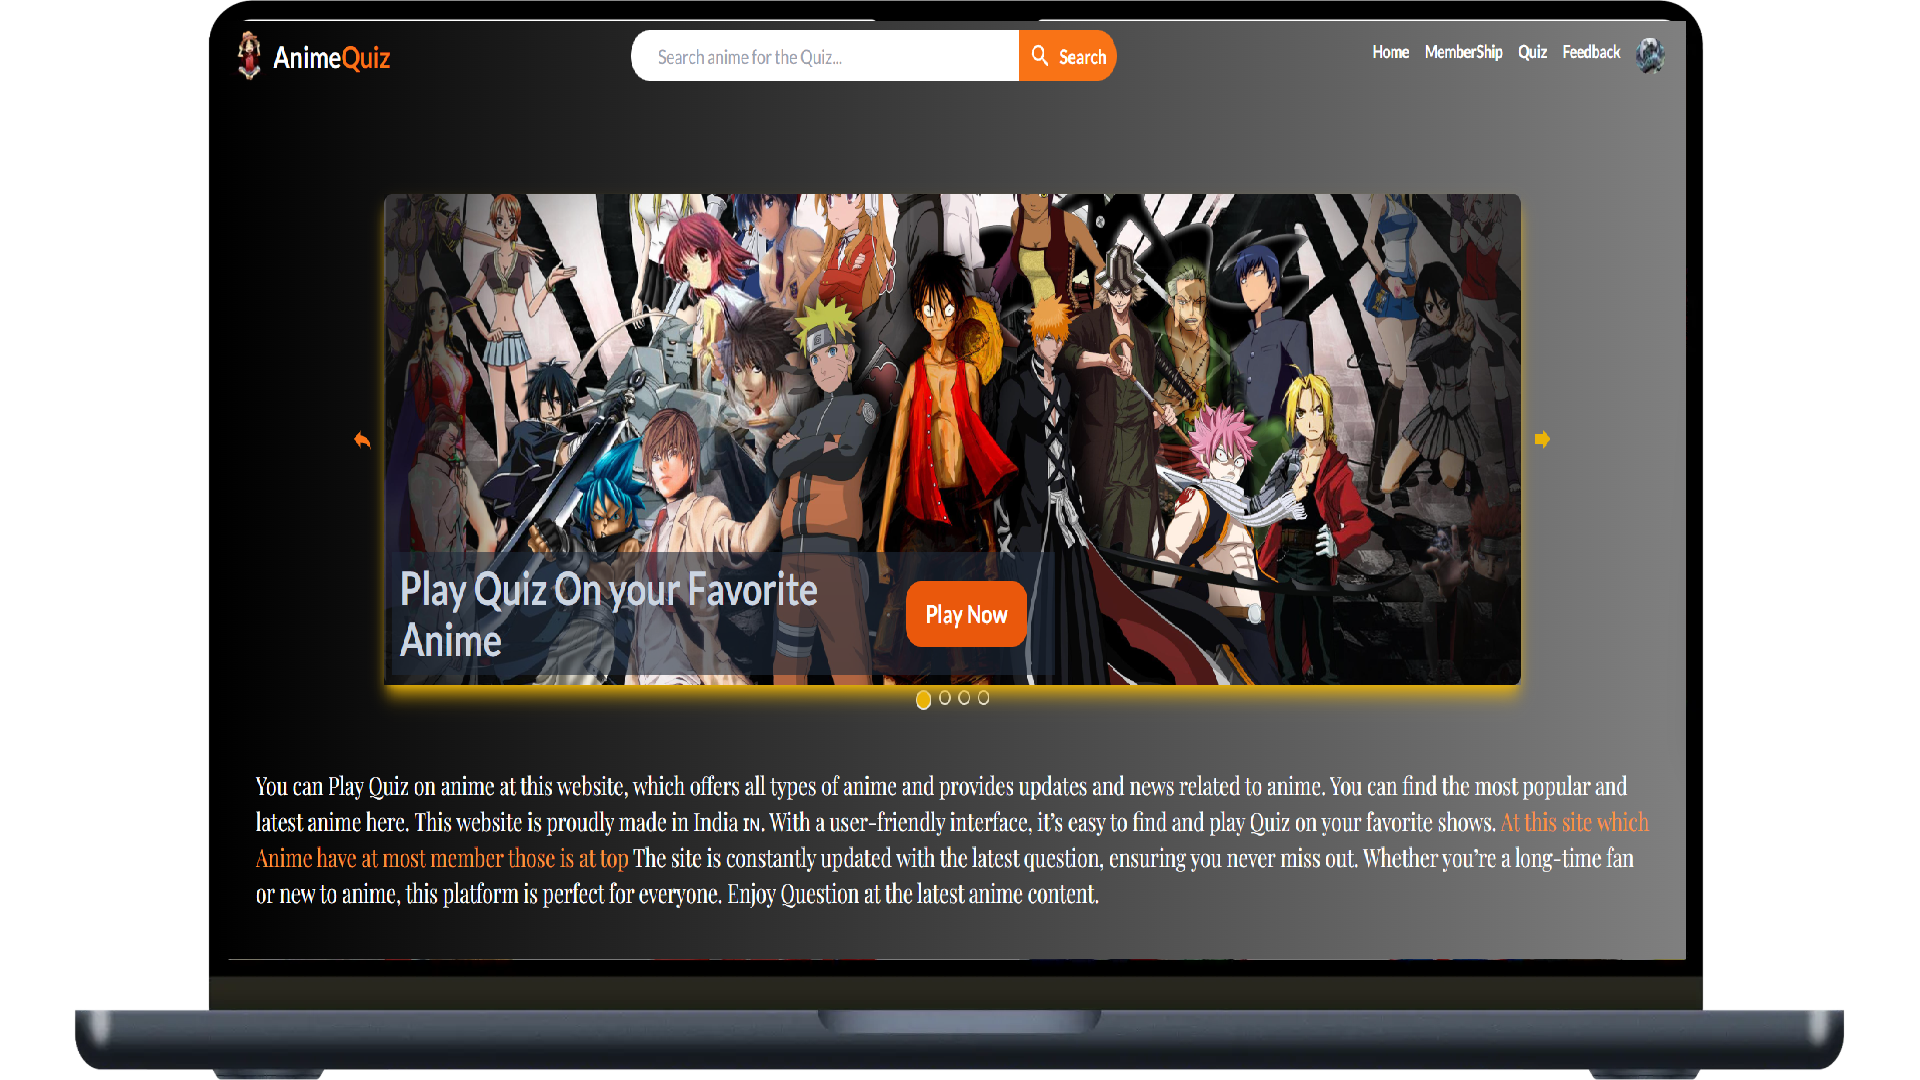 AnimeQuiz
Search anime for the Quiz...
Search
Home MemberShip Quiz Feedback
Play Quiz On your Favorite
Anime
Play Now
You can Play Quiz on anime at this website, which offers all types of anime and provides updates and news related to anime. You can find the most popular and
latest anime here. This website is proudly made in India IN. With a user-friendly interface, it's easy to find and play Quiz on your favorite shows. At this site which
Anime have at most member those is at top The site is constantly updated with the latest question, ensuring you never miss out. Whether you're a long-time fan
or new to anime, this platform is perfect for everyone. Enjoy Question at the latest anime content.